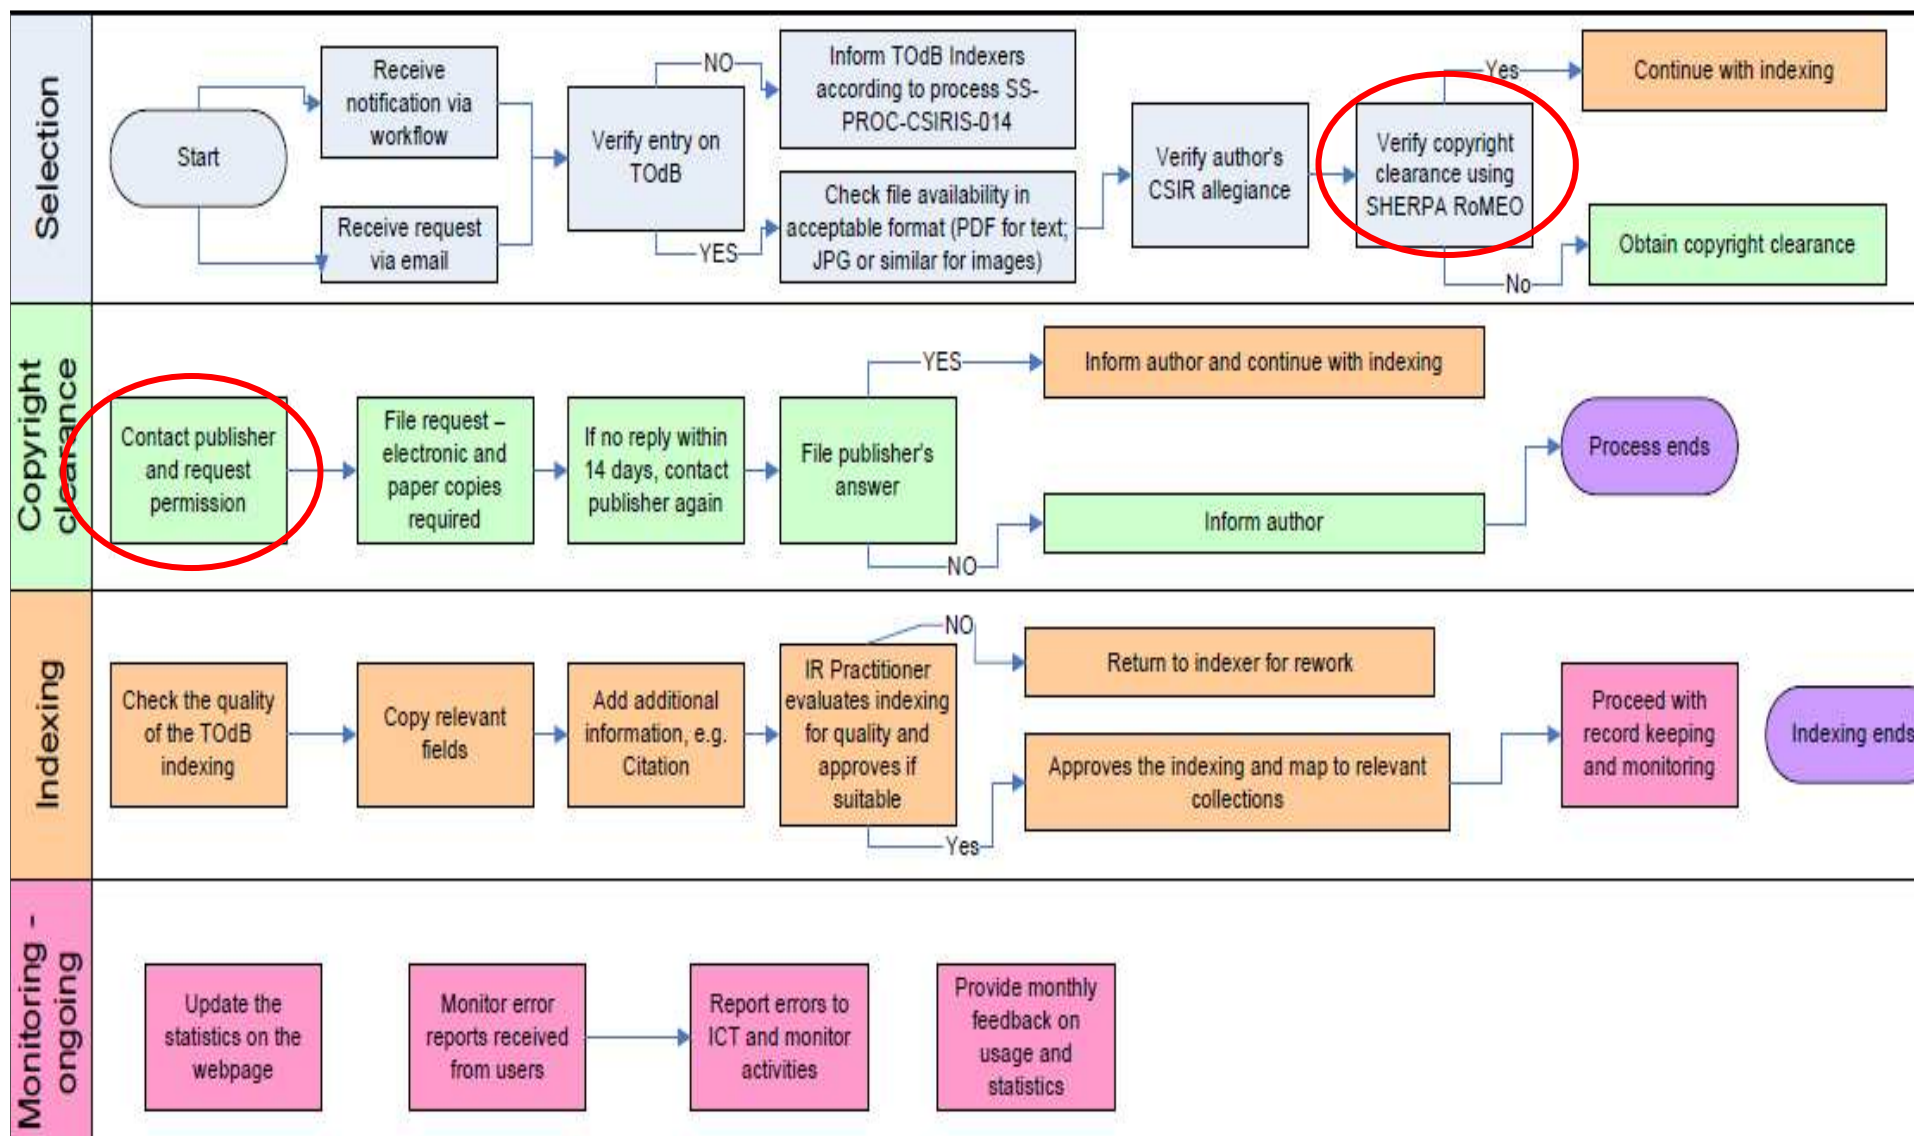 Selection
Start
Receive
notification via
workflow
Receive request
via email
Verify entry on
TOdB
NO
YES
Inform TOdB Indexers
according to process SS-
PROC-CSIRIS-014
Check file availability in
acceptable format (PDF for text;
JPG or similar for images)
Verify author's
CSIR allegiance
Verify copyright
clearance using
SHERPA RoMEO
Yes
No
Continue with indexing
Obtain copyright clearance
Copyright
clearance
Contact publisher
and request
permission
File request –
electronic and
paper copies
required
If no reply within
14 days, contact
publisher again
File publisher's
answer
YES
NO
Inform author and continue with indexing
Inform author
Process ends
Indexing
Check the quality
of the TOdB
indexing
Copy relevant
fields
Add additional
information, e.g.
Citation
IR Practitioner
evaluates indexing
for quality and
approves if
suitable
NO
Yes
Return to indexer for rework
Approves the indexing and map to relevant
collections
Proceed with
record keeping
and monitoring
Indexing ends
Monitoring -
ongoing
Update the
statistics on the
webpage
Monitor error
reports received
from users
Report errors to
ICT and monitor
activities
Provide monthly
feedback on
usage and
statistics